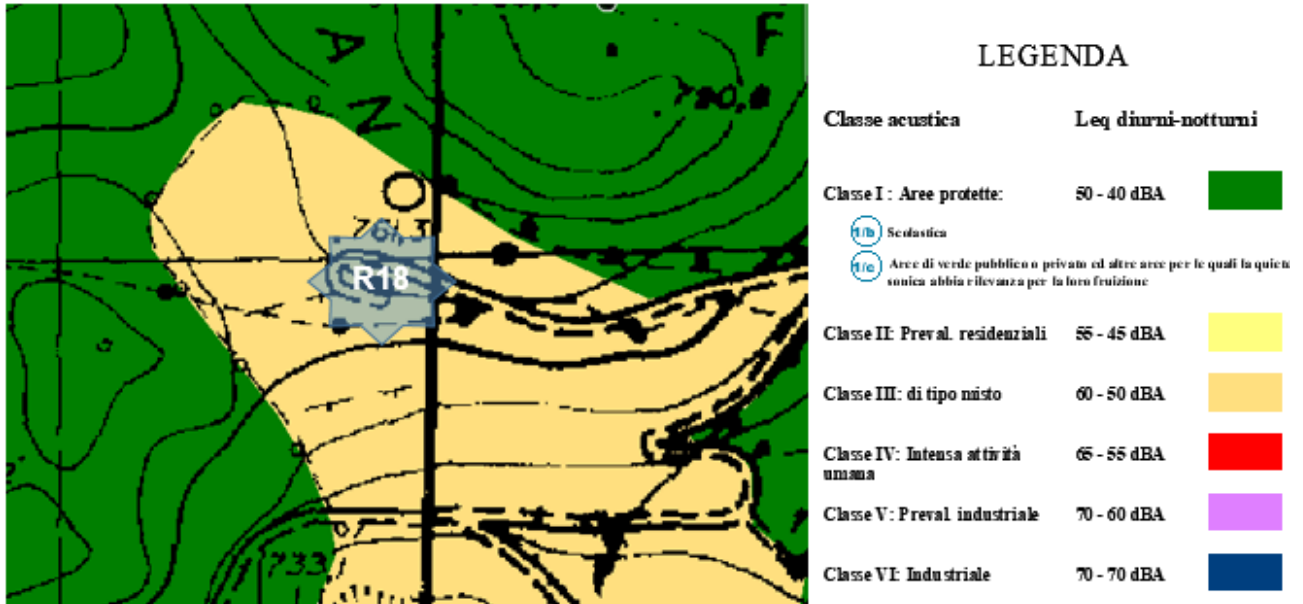 A
N
F
R18
733
LEGENDA
Classe acustica Leq diurni-notturni
Classe I : Aree protette: 50 - 40 dBA
1/b Scolastica
1/c Aree di verde pubblico o privato ed altre aree per le quali la quiete
sonica abbia rilevanza per la loro fruizione
Classe II: Preval. residenziali 55 - 45 dBA
Classe III: di tipo misto 60 - 50 dBA
Classe IV: Intensa attività 65 - 55 dBA
umana
Classe V: Preval. industriale 70 - 60 dBA
Classe VI: Industriale 70 - 70 dBA